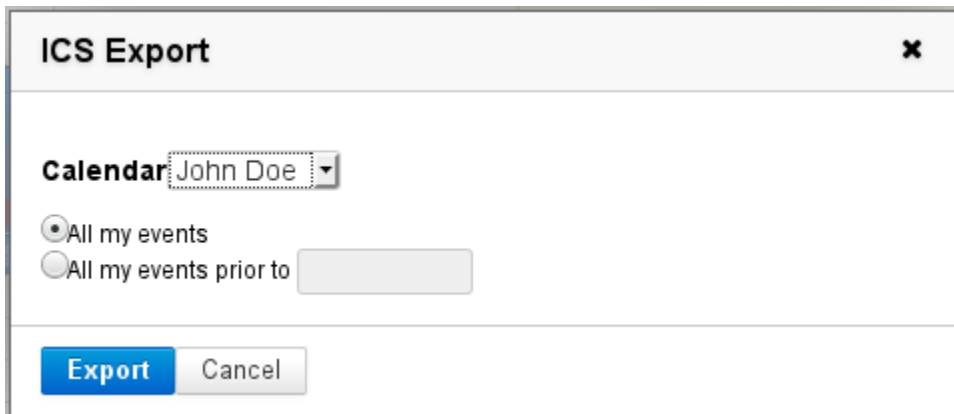 ICS Export
Calendar John Doe
All my events
All my events prior to
Export Cancel